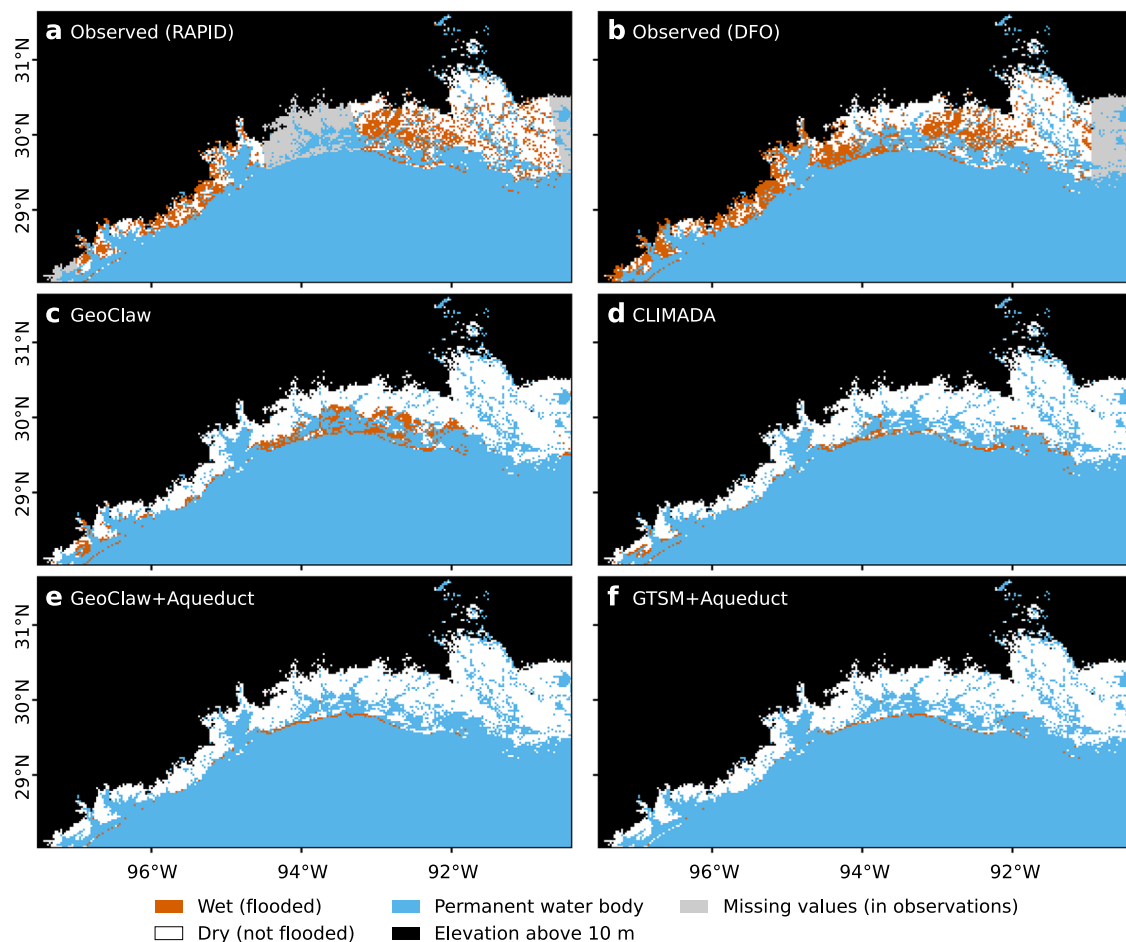 a Observed (RAPID)
b Observed (DFO)
31°N
30°N
29°N
c GeoClaw
d CLIMADA
31°N
30°N
29°N
e GeoClaw+Aqueduct
f GTSM+Aqueduct
31°N
30°N
29°N
96°W 94°W 92°W
96°W 94°W 92°W
Wet (flooded)
Permanent water body
Missing values (in observations)
Dry (not flooded)
Elevation above 10 m